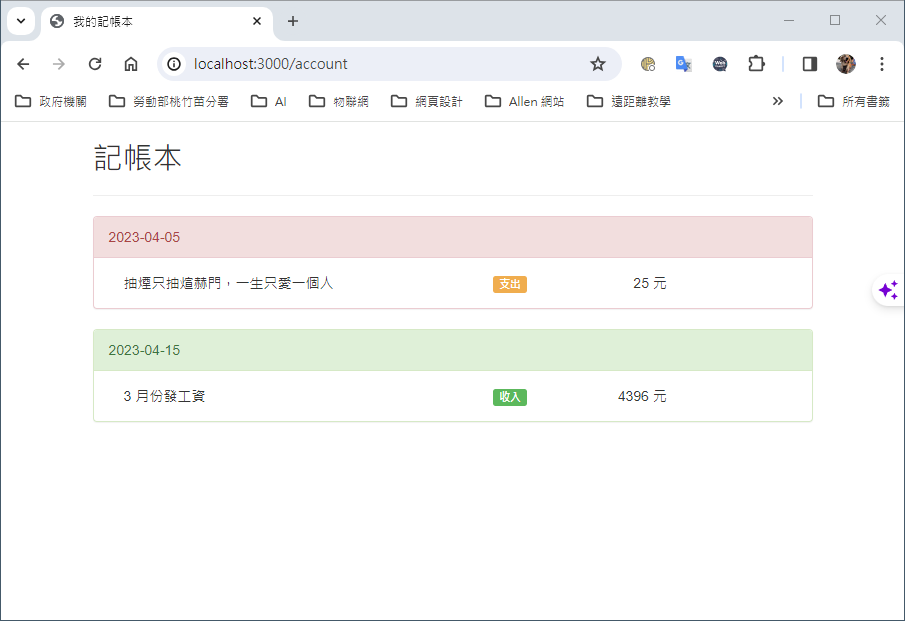 我的記帳本
localhost:3000/account
政府機關 勞動部桃竹苗分署 AI 物聯網 網頁設計 Allen 網站 遠距離教學 所有書籤
記帳本
2023-04-05
抽煙只抽煊赫門，一生只愛一個人 支出 25 元
2023-04-15
3 月份發工資 收入 4396 元